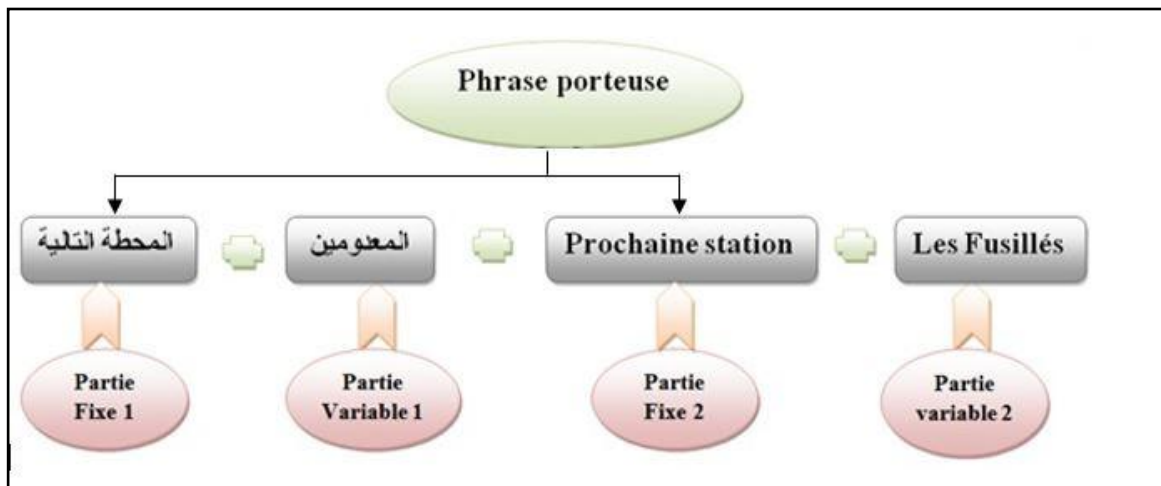 Phrase porteuse
المحطة التالية
المعدومين
Prochaine station
Les Fusillés
Partie
Fixe 1
Partie
Variable 1
Partie
Fixe 2
Partie
variable 2